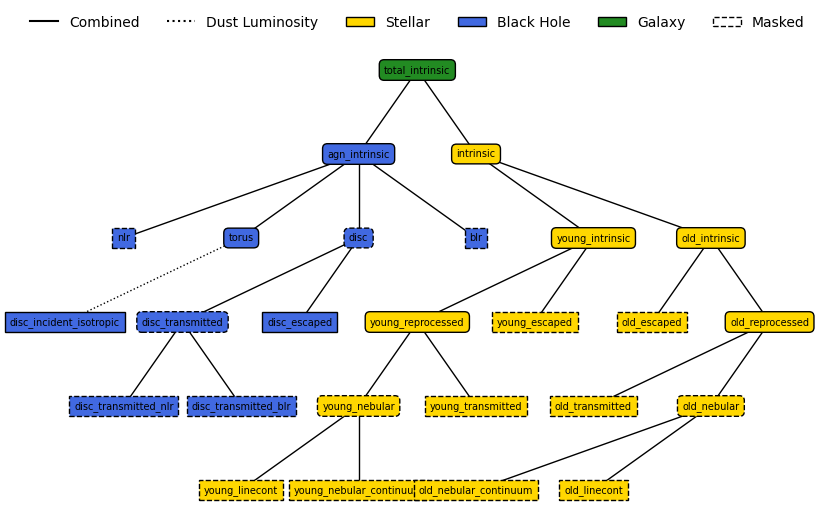 Combined Dust Luminosity Stellar Black Hole Galaxy Masked
total_intrinsic
agn_intrinsic intrinsic
nlr torus disc blr young_intrinsic old_intrinsic
disc_incident_isotropic disc_transmitted disc_escaped young_reprocessed young_escaped old_escaped old_reprocessed
disc_transmitted_nlr disc_transmitted_blr young_nebular young_transmitted old_transmitted old_nebular
young_linecont young_nebular_continuu old_nebular_continuum old_linecont